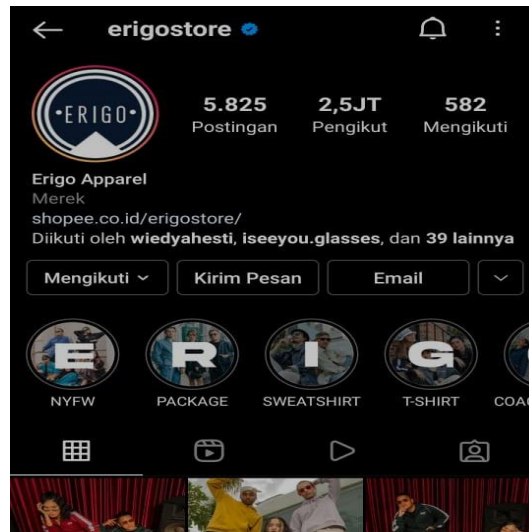 erigostore
·ERIGO·
5.825 2,5JT 582
Postingan Pengikut Mengikuti
Erigo Apparel
Merek
shopee.co.id/erigostore/
Diikuti oleh wiedyahesti, iseeyou.glasses, dan 39 lainnya
Mengikuti Kirim Pesan Email
E R I G
NYFW PACKAGE SWEATSHIRT T-SHIRT COA